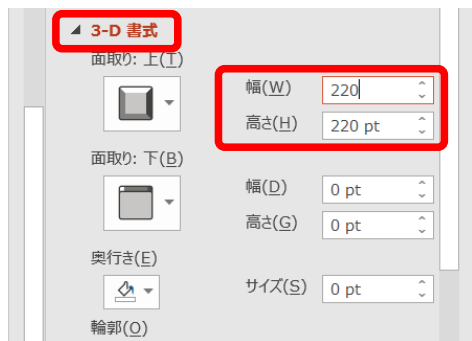 3-D 書式
面取り: 上(T)
幅(W) 220
高さ(H) 220 pt
面取り: 下(B)
幅(D) 0 pt
高さ(G) 0 pt
奥行き(E)
サイズ(S) 0 pt
輪郭(O)